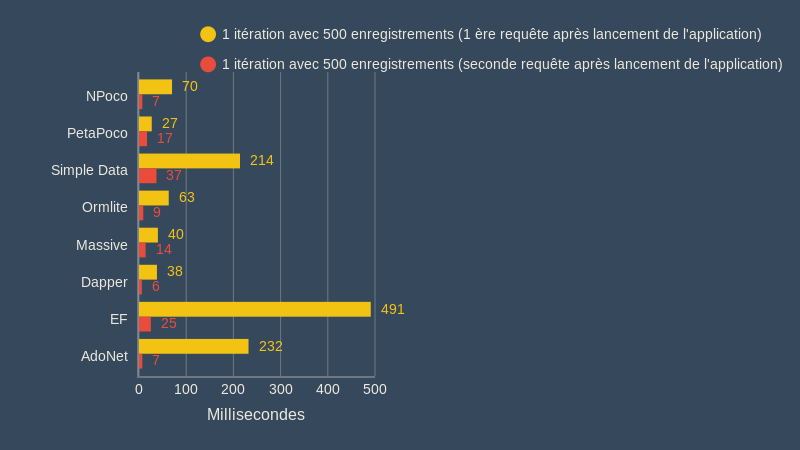 1 itération avec 500 enregistrements (1 ère requête après lancement de l'application)
1 itération avec 500 enregistrements (seconde requête après lancement de l'application)
NPoco 70
7
PetaPoco 27
17
Simple Data 214
37
Ormlite 63
9
Massive 40
14
Dapper 38
6
EF 491
25
AdoNet 232
7
0 100 200 300 400 500
Millisecondes